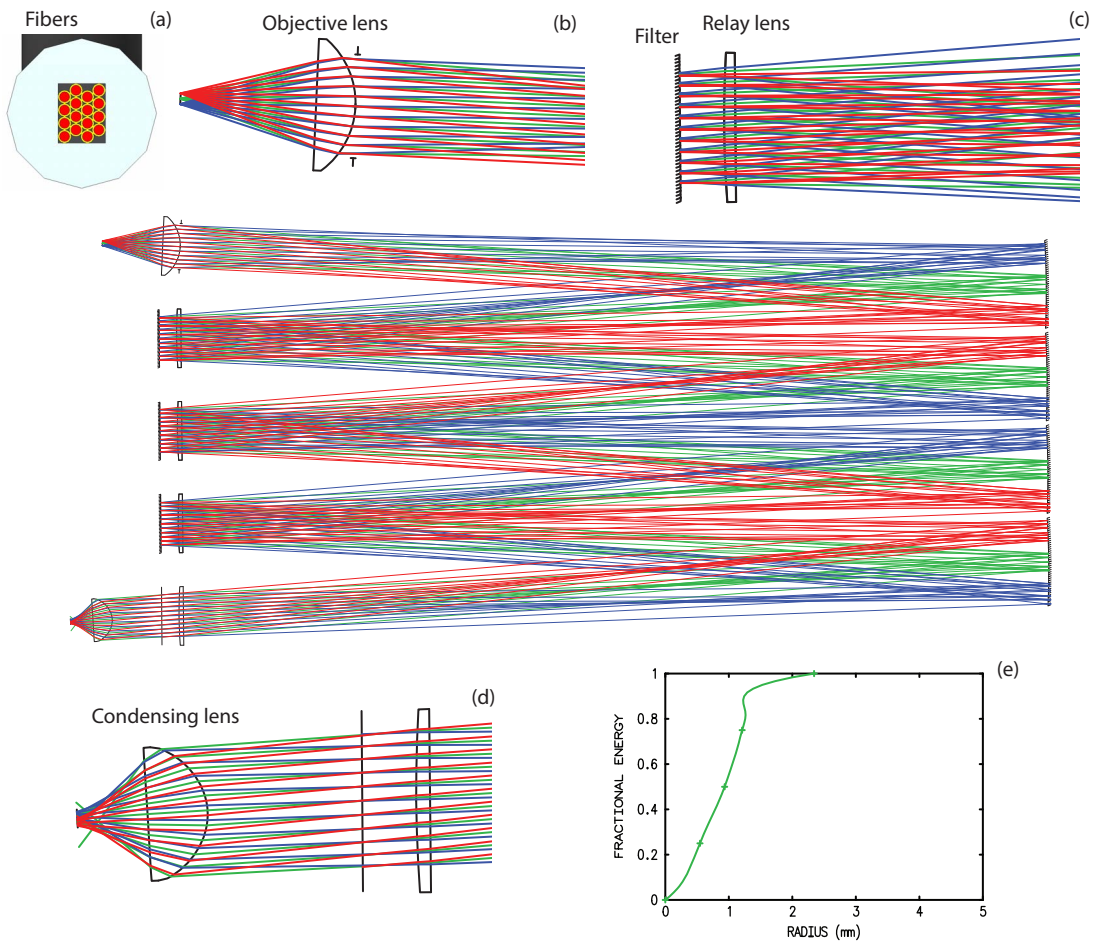 Fibers
(a)
Objective lens
(b)
Filter
Relay lens
(c)
Condensing lens
(d)
(e)
FRACTIONAL ENERGY
1
0.8
0.6
0.4
0.2
0
0 1 2 3 4 5
RADIUS (mm)